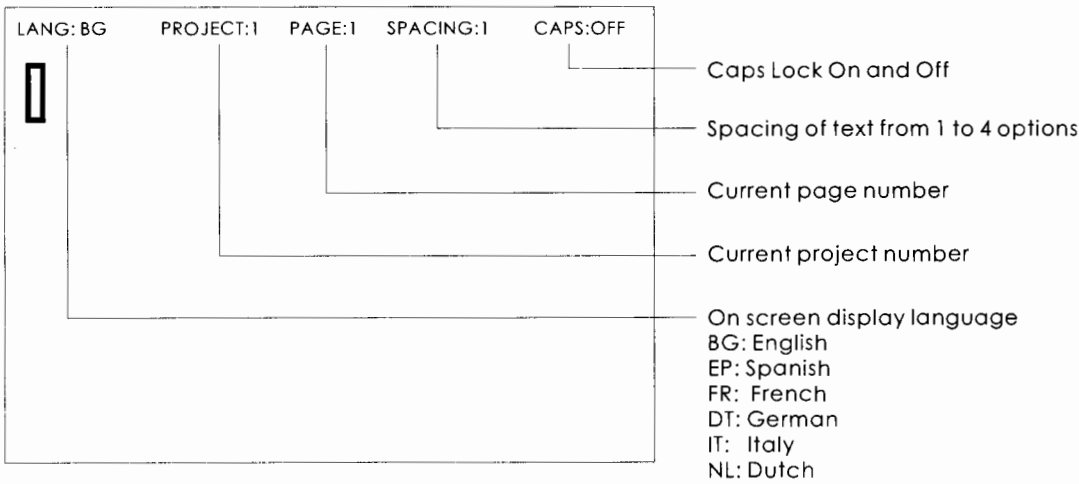 LANG: BG PROJECT:1 PAGE:1 SPACING:1 CAPS:OFF
Caps Lock On and Off
Spacing of text from 1 to 4 options
Current page number
Current project number
On screen display language
BG: English
EP: Spanish
FR: French
DT: German
IT: Italy
NL: Dutch